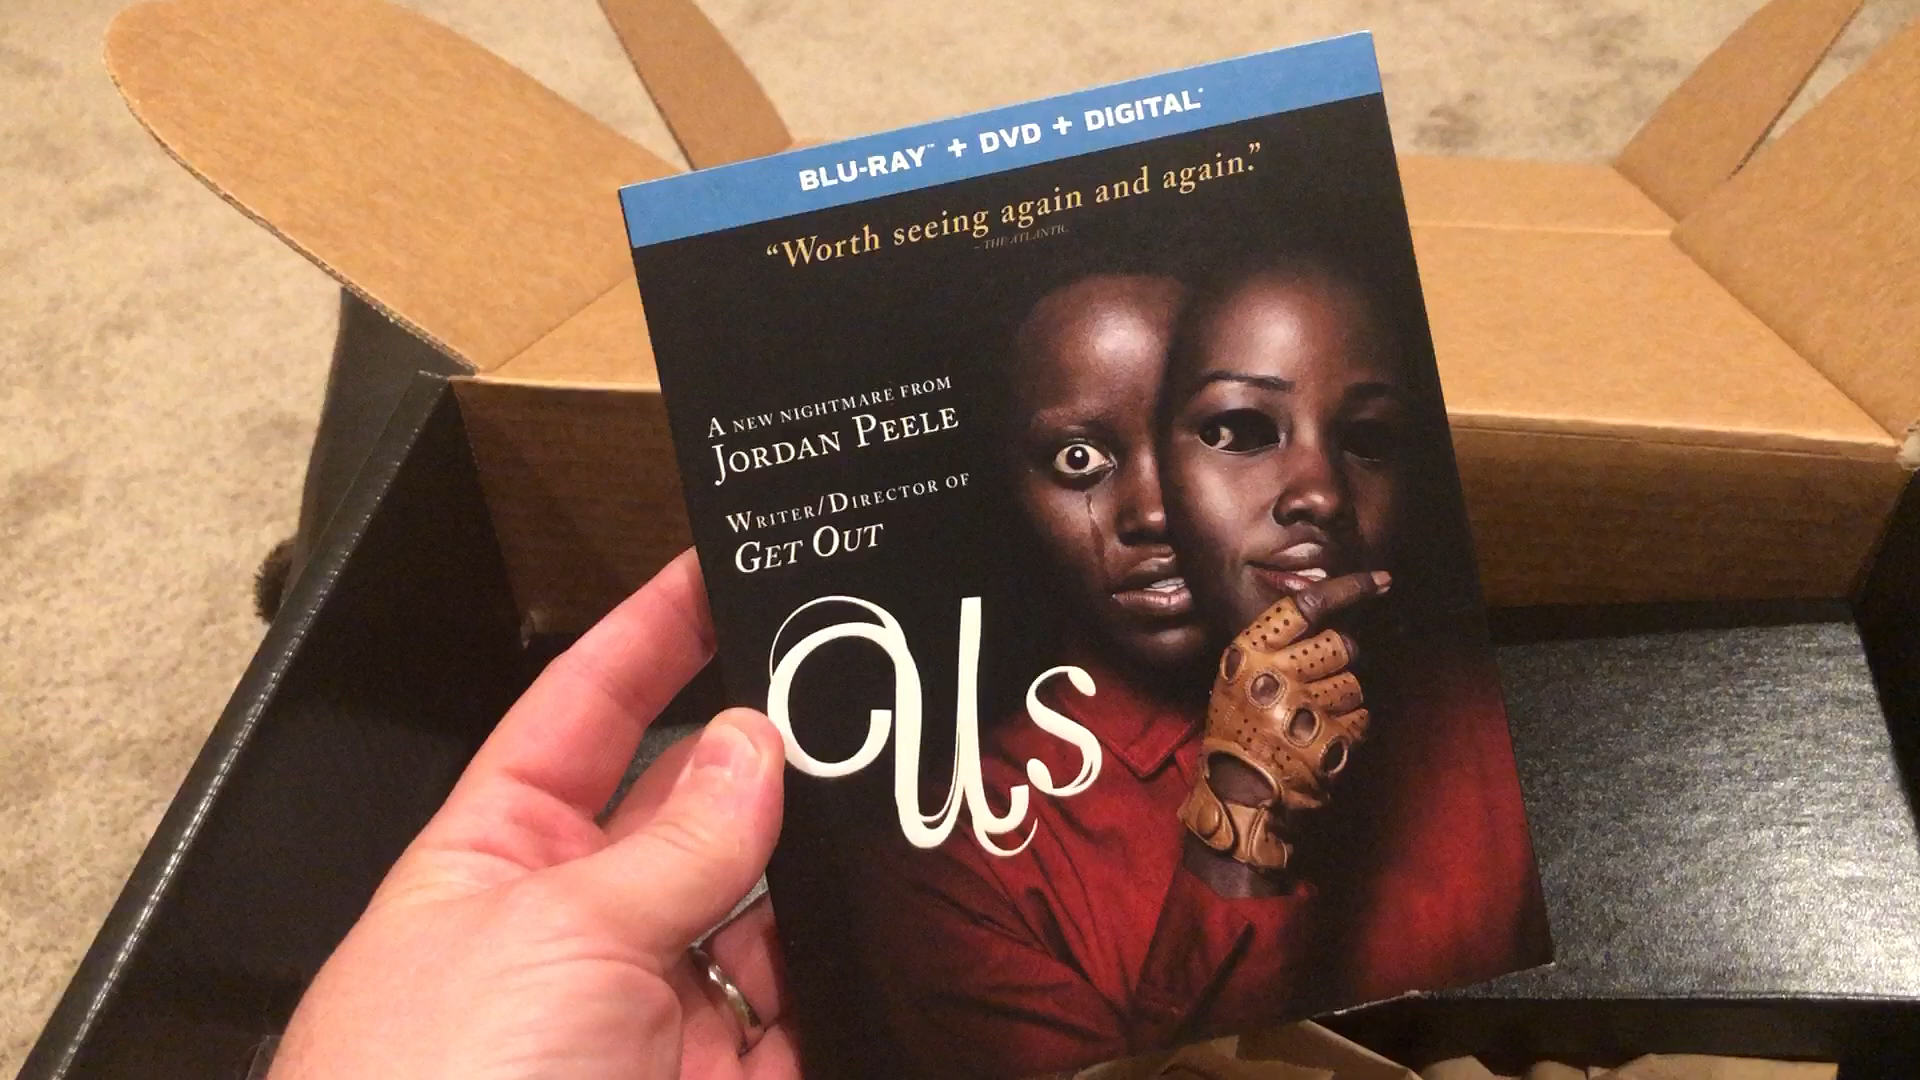 BLU-RAY™ + DVD + DIGITAL*
“Worth seeing again and again.”
– THE ATLANTIC
A NEW NIGHTMARE FROM
JORDAN PEELE
WRITER/DIRECTOR OF
GET OUT
Us